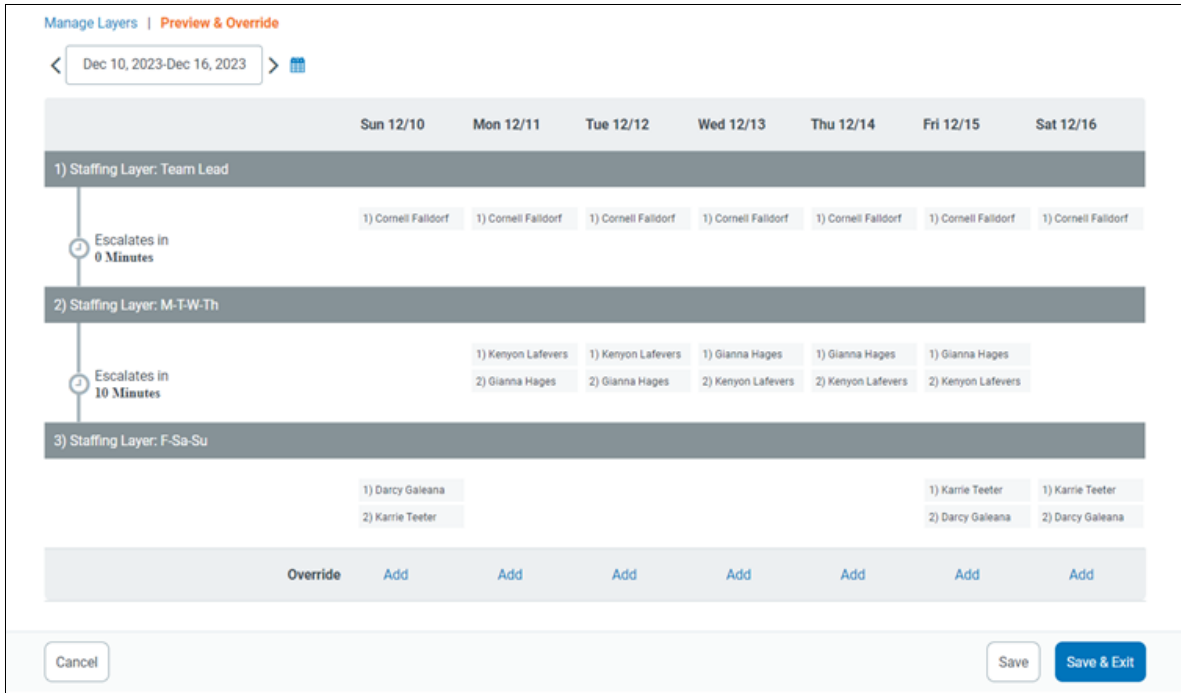 Manage Layers | Preview & Override
Dec 10, 2023-Dec 16, 2023
Sun 12/10 Mon 12/11 Tue 12/12 Wed 12/13 Thu 12/14 Fri 12/15 Sat 12/16
1) Staffing Layer: Team Lead
1) Cornell Falldorf 1) Cornell Falldorf 1) Cornell Falldorf 1) Cornell Falldorf 1) Cornell Falldorf 1) Cornell Falldorf 1) Cornell Falldorf
Escalates in
0 Minutes
2) Staffing Layer: M-T-W-Th
1) Kenyon Lafevers 1) Kenyon Lafevers 1) Gianna Hages 1) Gianna Hages 1) Gianna Hages
2) Gianna Hages 2) Gianna Hages 2) Kenyon Lafevers 2) Kenyon Lafevers 2) Kenyon Lafevers
Escalates in
10 Minutes
3) Staffing Layer: F-Sa-Su
1) Darcy Galeana 1) Karrie Teeter 1) Karrie Teeter
2) Karrie Teeter 2) Darcy Galeana 2) Darcy Galeana
Override Add Add Add Add Add Add Add
Cancel Save Save & Exit